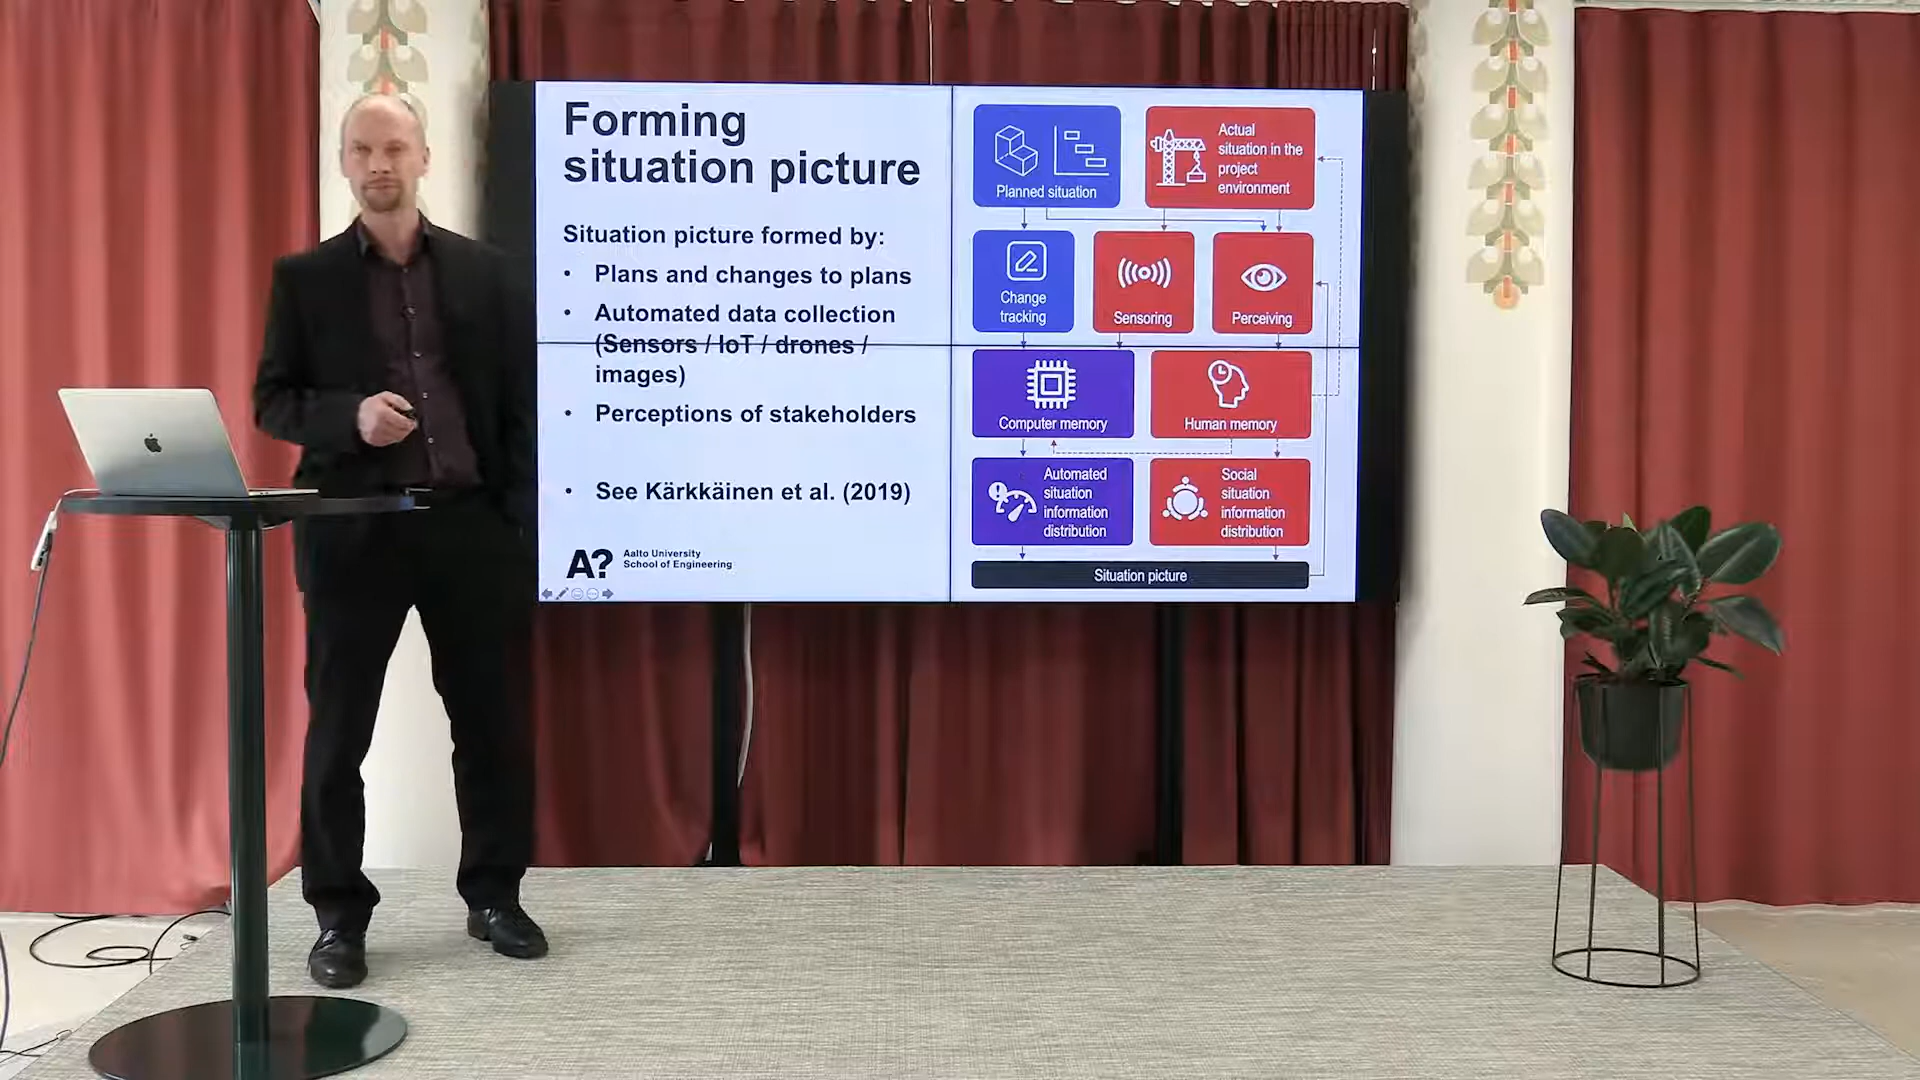 Forming
situation picture
Situation picture formed by:
• Plans and changes to plans
• Automated data collection
(Sensors / IoT / drones /
images)
• Perceptions of stakeholders
• See Kärkkäinen et al. (2019)
A?
Aalto University
School of Engineering
Planned situation
Actual
situation in the
project
environment
Change
tracking
Sensoring
Perceiving
Computer memory
Human memory
Automated
situation
information
distribution
Social
situation
information
distribution
Situation picture